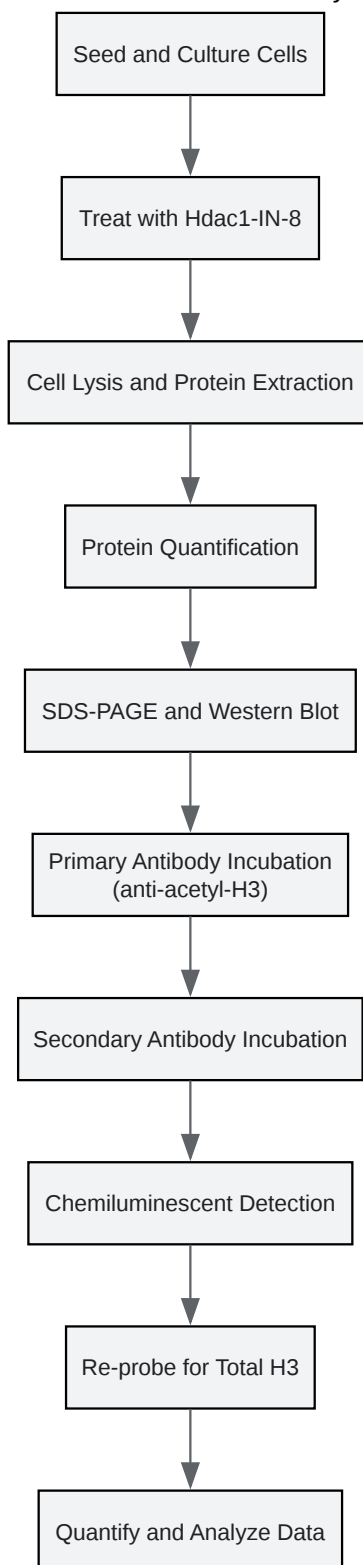 Seed and Culture Cells
Treat with Hdac1-IN-8
Cell Lysis and Protein Extraction
Protein Quantification
SDS-PAGE and Western Blot
Primary Antibody Incubation
(anti-acetyl-H3)
Secondary Antibody Incubation
Chemiluminescent Detection
Re-probe for Total H3
Quantify and Analyze Data